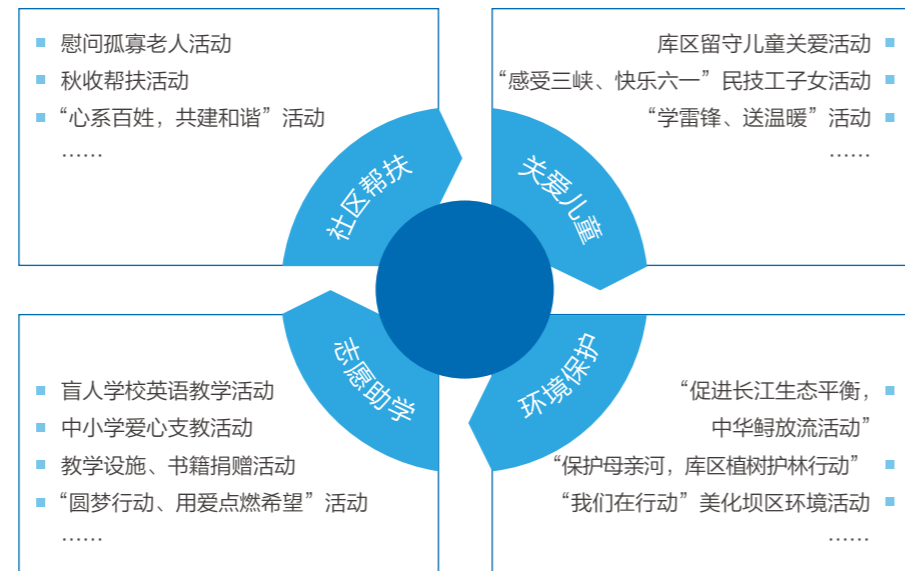 慰问孤寡老人活动
秋收帮扶活动
“心系百姓，共建和谐”活动
……
社区帮扶
库区留守儿童关爱活动
“感受三峡、快乐六一”民技工子女活动
“学雷锋、送温暖”活动
……
关爱儿童
志愿助学
盲人学校英语教学活动
中小学爱心支教活动
教学设施、书籍捐赠活动
“圆梦行动、用爱点燃希望”活动
……
环境保护
“促进长江生态平衡，
中华鲟放流活动”
“保护母亲河，库区植树护林行动”
“我们在行动”美化坝区环境活动
……